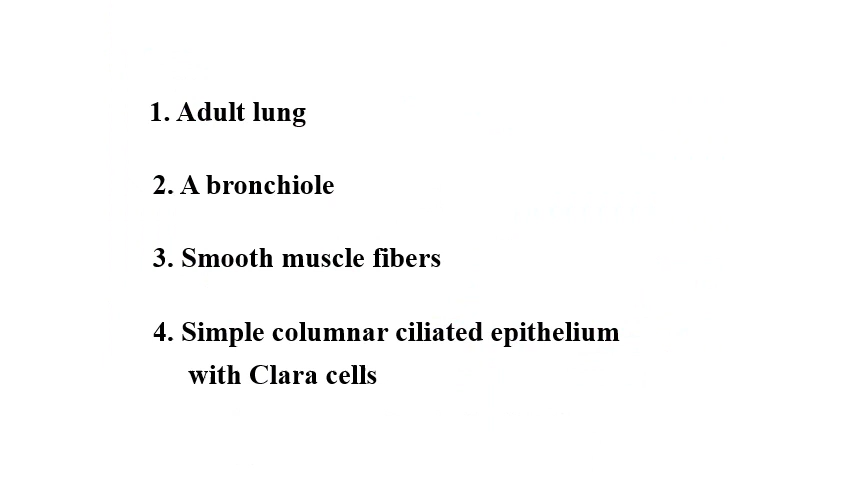 1. Adult lung
2. A bronchiole
3. Smooth muscle fibers
4. Simple columnar ciliated epithelium
with Clara cells